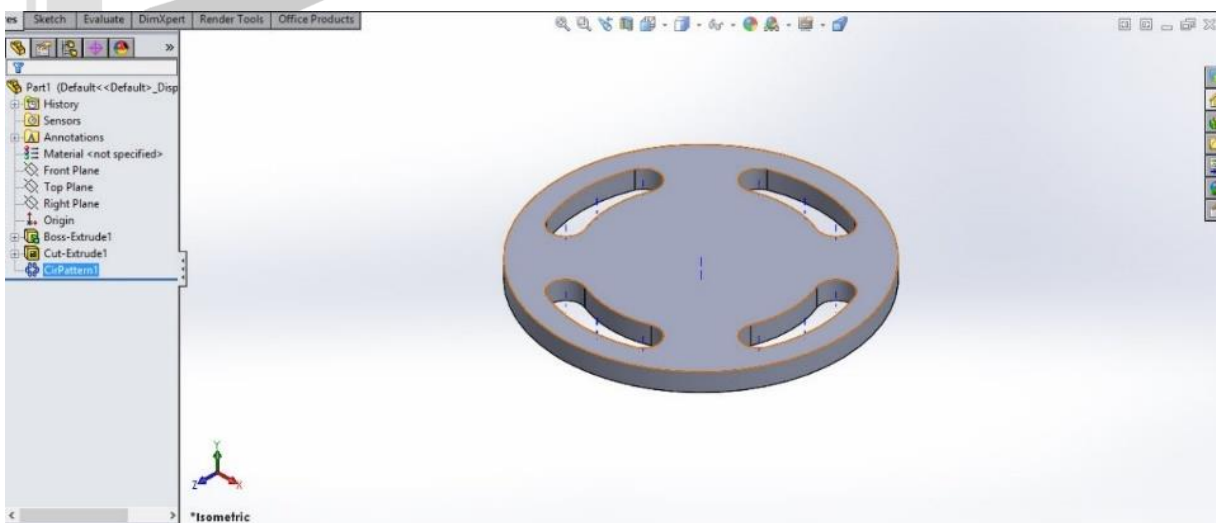 es Sketch Evaluate DimXpert Render Tools Office Products
»
Part1 (Default<<Default>_Disp
History
Sensors
A Annotations
Material <not specified>
Front Plane
Top Plane
Right Plane
Origin
Boss-Extrude1
Cut-Extrude1
CirPattern1
Y
Z X
*Isometric